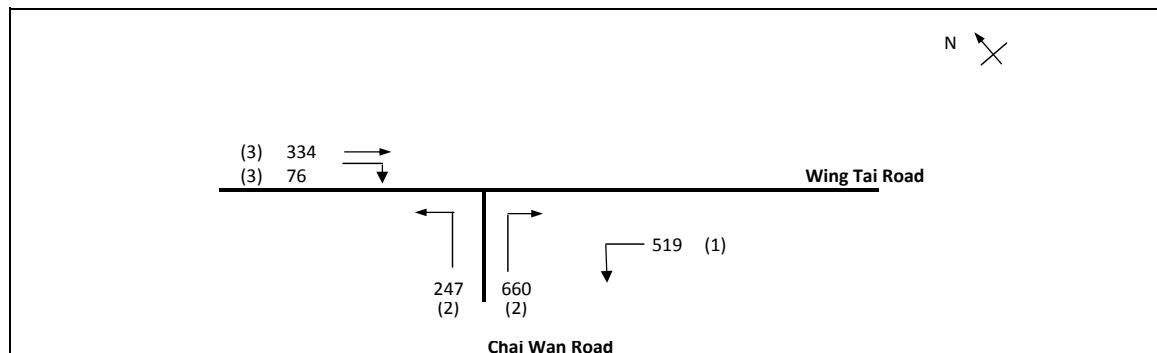 N
(3) 334
(3) 76
Wing Tai Road
519 (1)
247 660
(2) (2)
Chai Wan Road